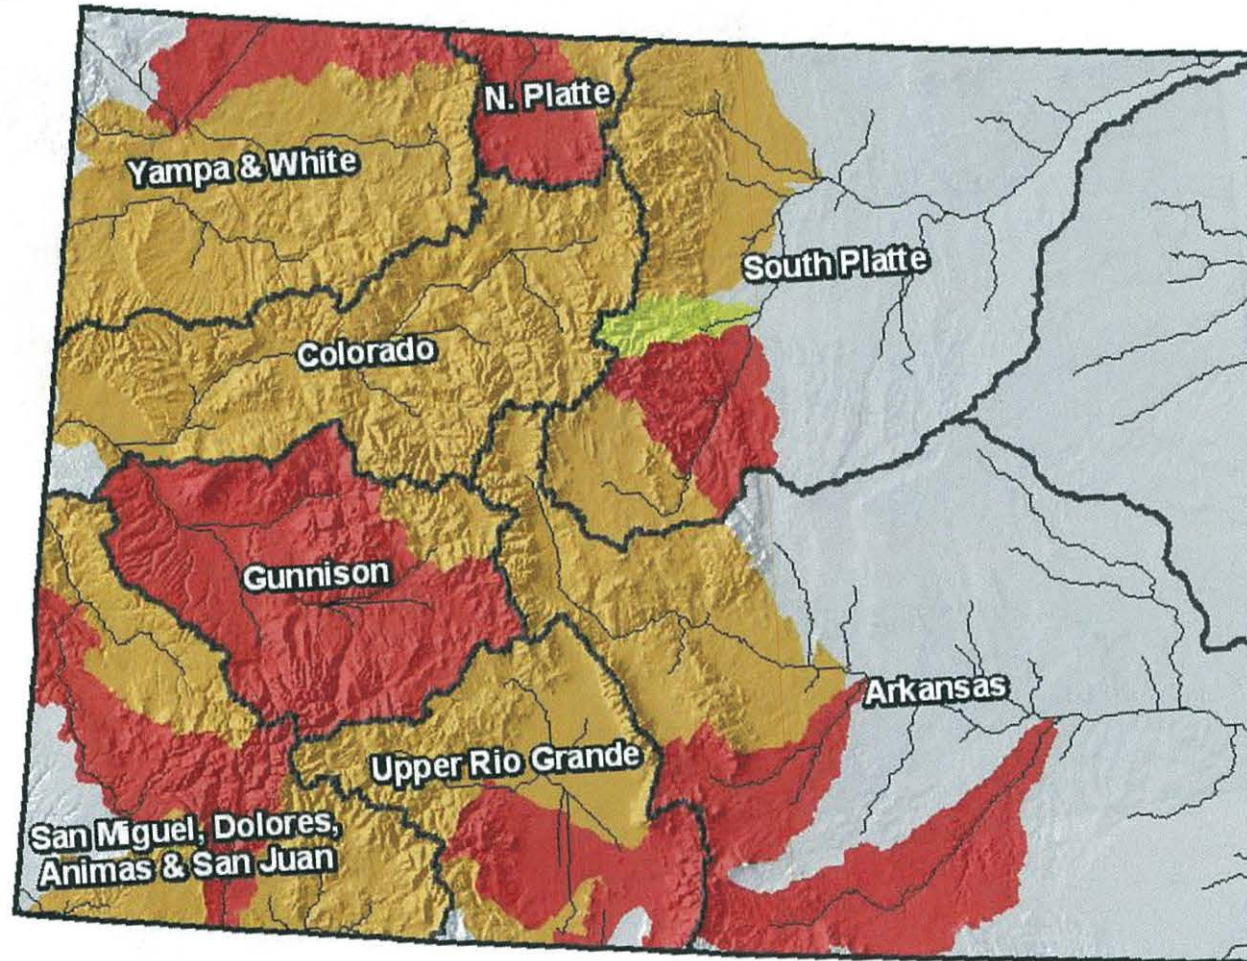 N. Platte
Yampa & White
South Platte
Colorado
Gunnison
Arkansas
Upper Rio Grande
San Miguel, Dolores,
Animas & San Juan